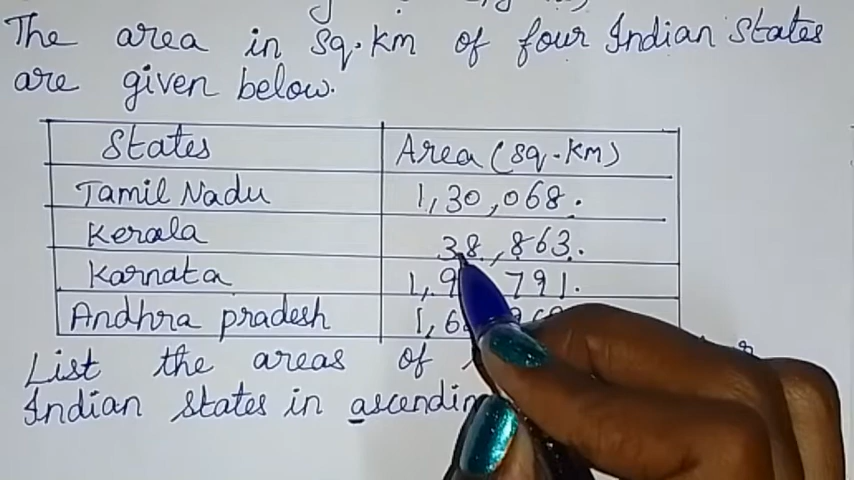 The area in Sq.Km of four Indian States
are given below.
States Area (Sq.Km)
Tamil Nadu 1,30,068.
Kerala 38,863.
Karnata 791.
Andhra pradesh
List the areas of
Indian States in